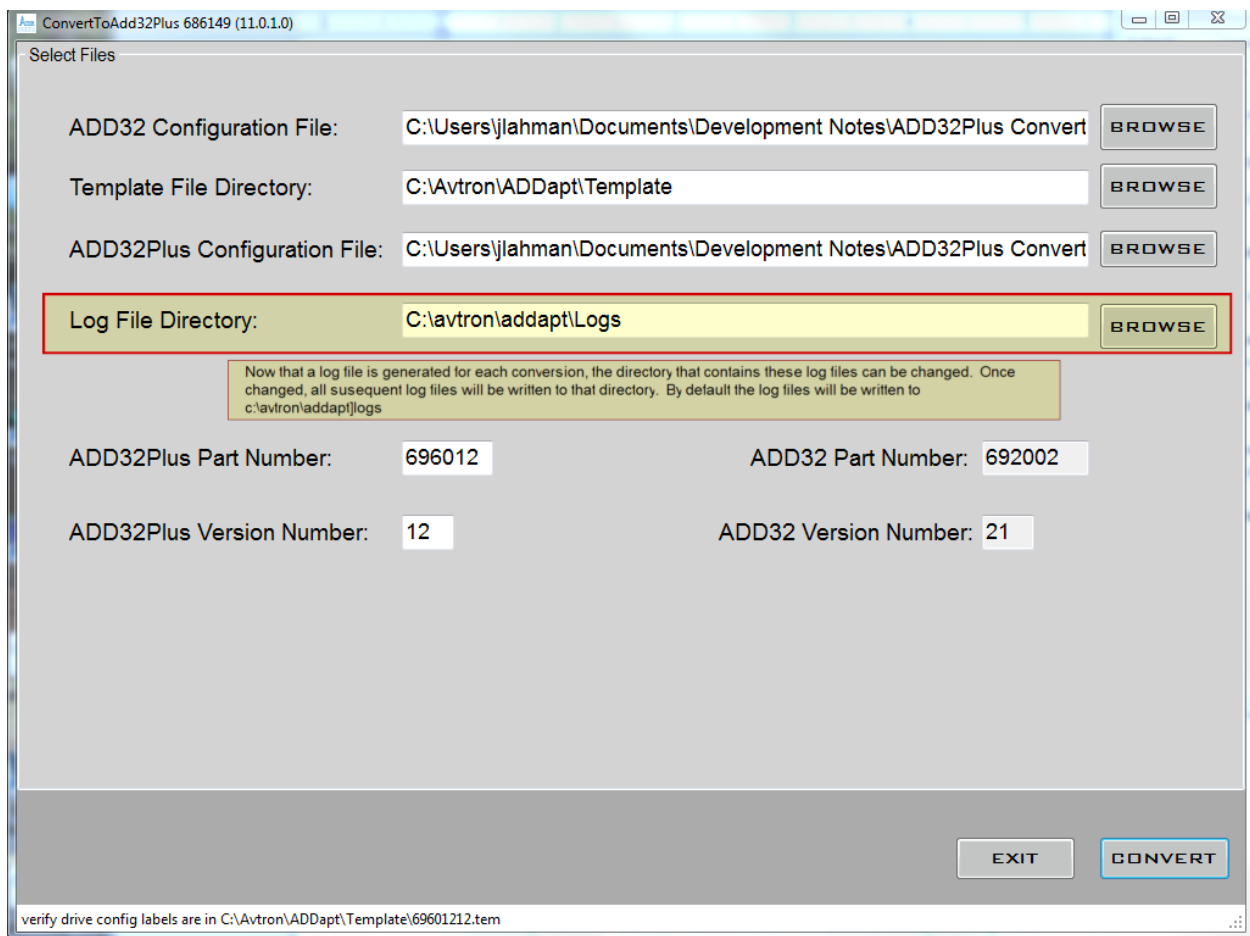 ConvertToAdd32Plus 686149 (11.0.1.0)
Select Files
ADD32 Configuration File: C:\Users\jlahman\Documents\Development Notes\ADD32Plus Convert BROWSE
Template File Directory: C:\Avtron\ADDapt\Template BROWSE
ADD32Plus Configuration File: C:\Users\jlahman\Documents\Development Notes\ADD32Plus Convert BROWSE
Log File Directory: C:\avtron\addapt\Logs BROWSE
Now that a log file is generated for each conversion, the directory that contains these log files can be changed. Once
changed, all susequent log files will be written to that directory. By default the log files will be written to
c:\avtron\addapt]logs
ADD32Plus Part Number: 696012 ADD32 Part Number: 692002
ADD32Plus Version Number: 12 ADD32 Version Number: 21
EXIT CONVERT
verify drive config labels are in C:\Avtron\ADDapt\Template\69601212.tem